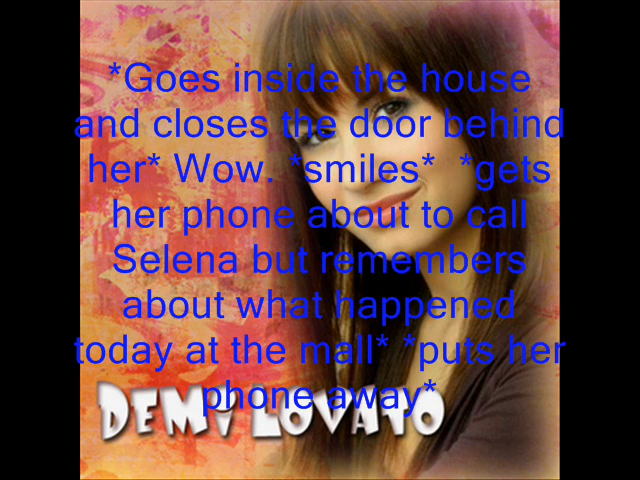 *Goes inside the house
and closes the door behind
her* Wow. *smiles*  *gets
her phone about to call
Selena but remembers
about what happened
today at the mall* *puts her
phone away*
DEMi LOVATO